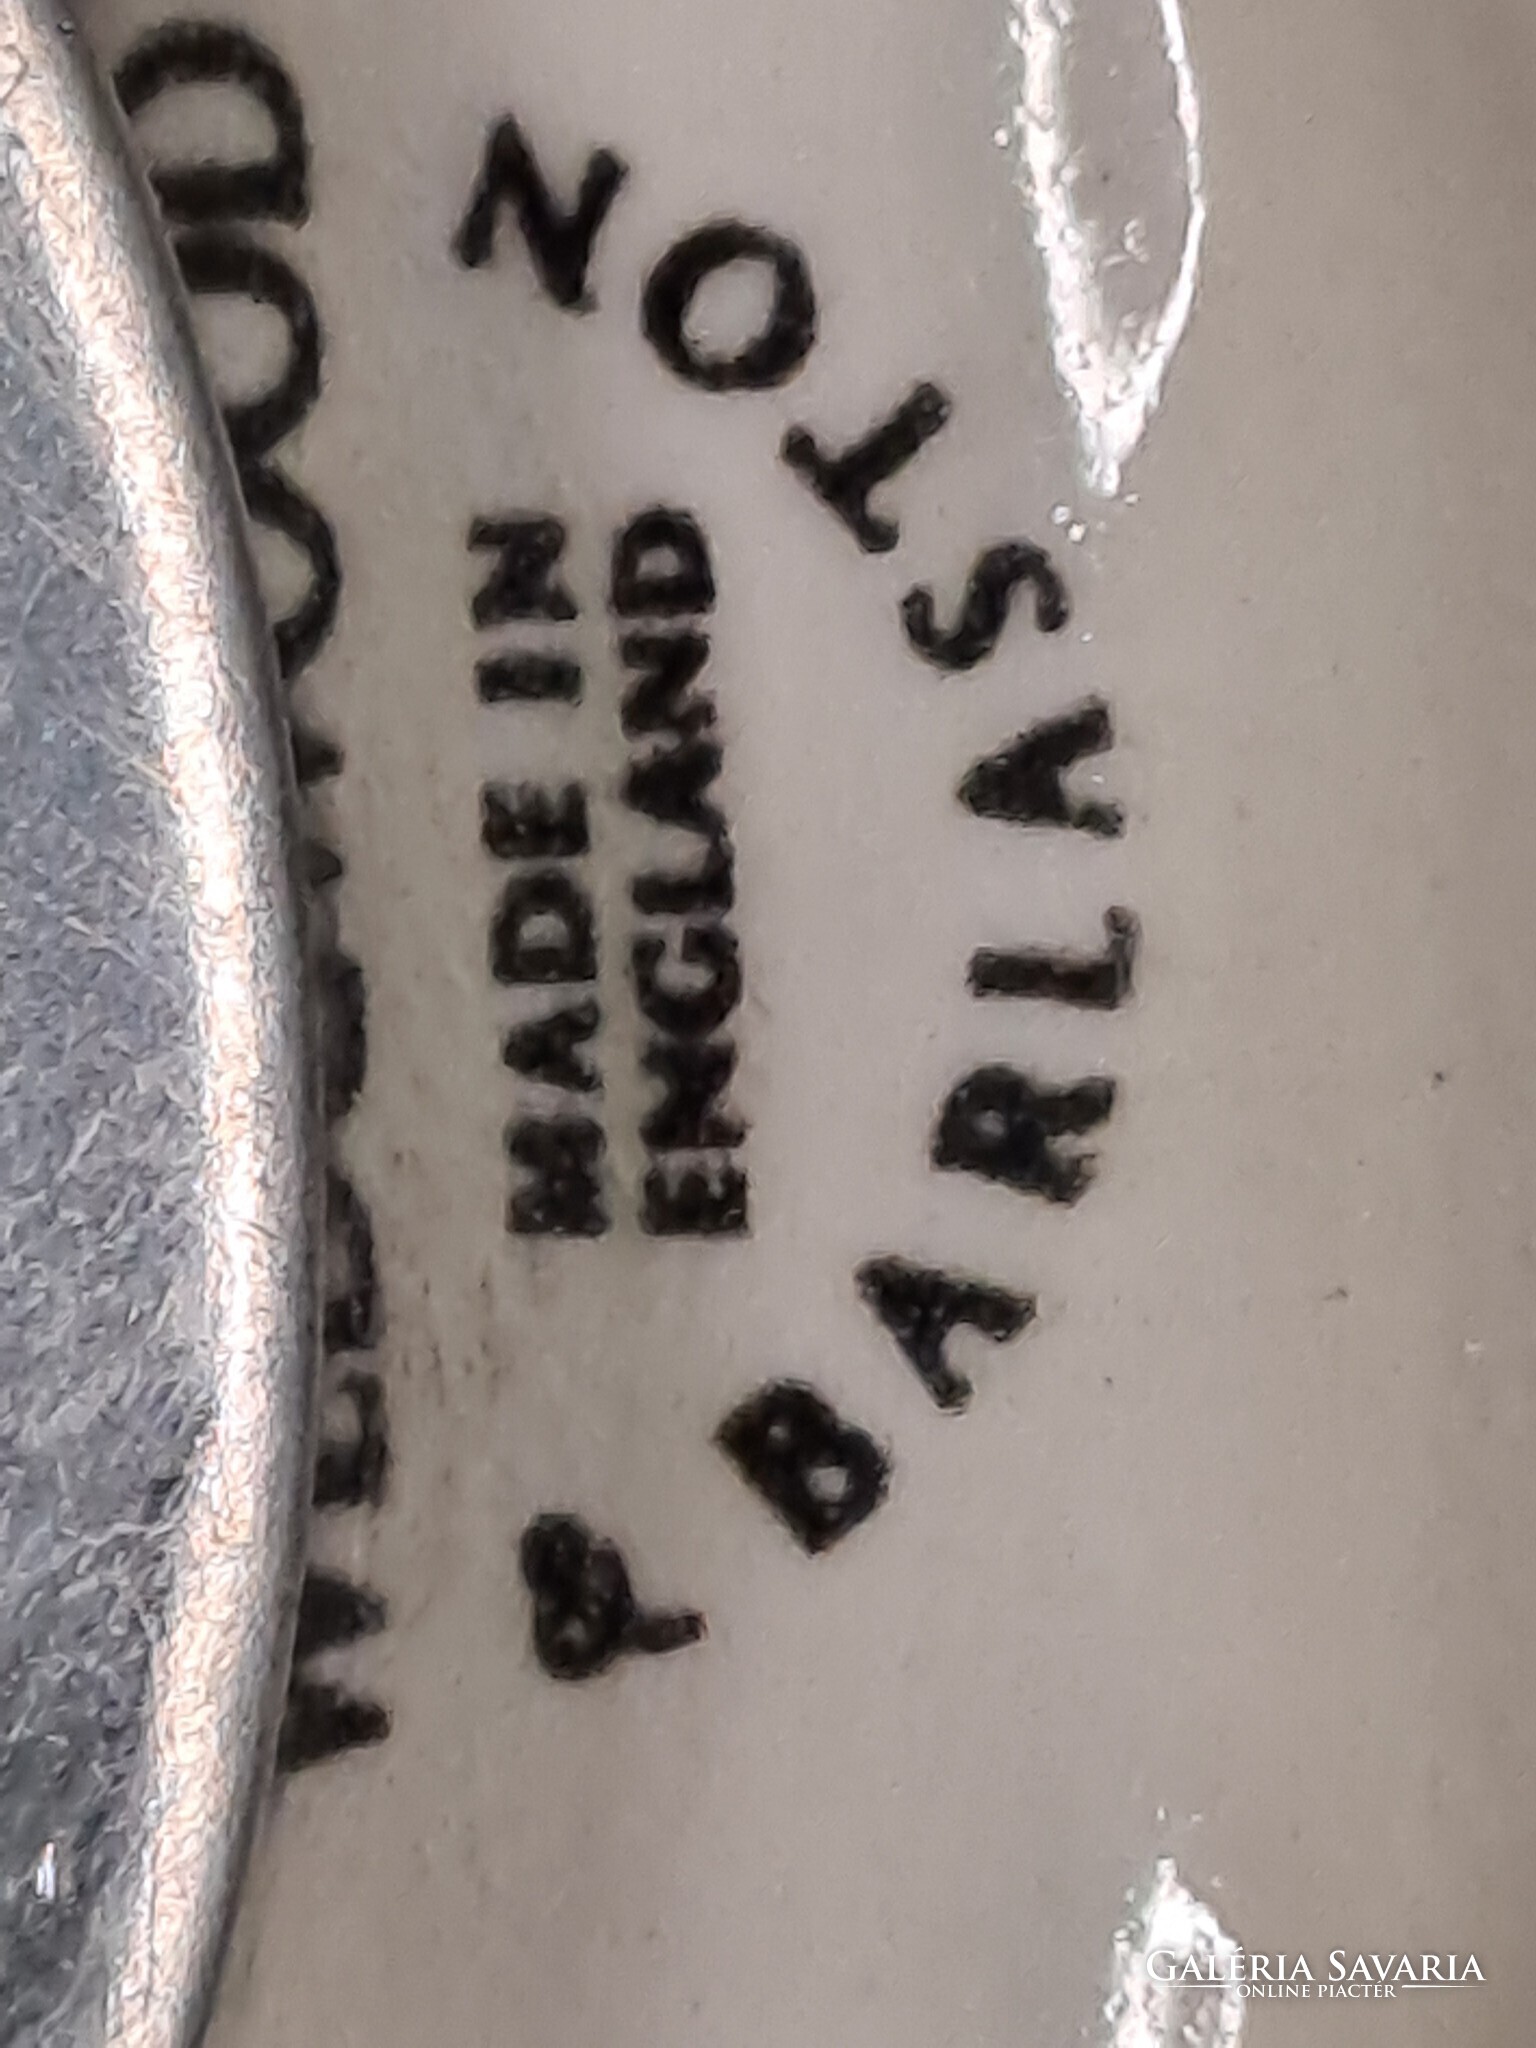 MADE IN
ENGLAND
BARLASTON
GALÉRIA SAVARIA
ONLINE PIACTÉR